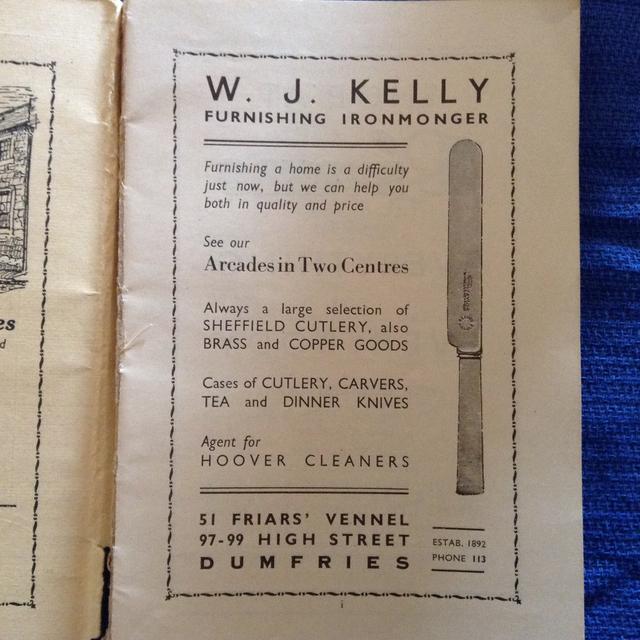 W. J. KELLY
FURNISHING IRONMONGER
Furnishing a home is a difficulty
just now, but we can help you
both in quality and price
See our
Arcades in Two Centres
Always a large selection of
SHEFFIELD CUTLERY, also
BRASS and COPPER GOODS
Cases of CUTLERY, CARVERS,
TEA and DINNER KNIVES
Agent for
HOOVER CLEANERS
51 FRIARS' VENNEL
97-99 HIGH STREET
DUMFRIES
ESTAB. 1892
PHONE 113
i